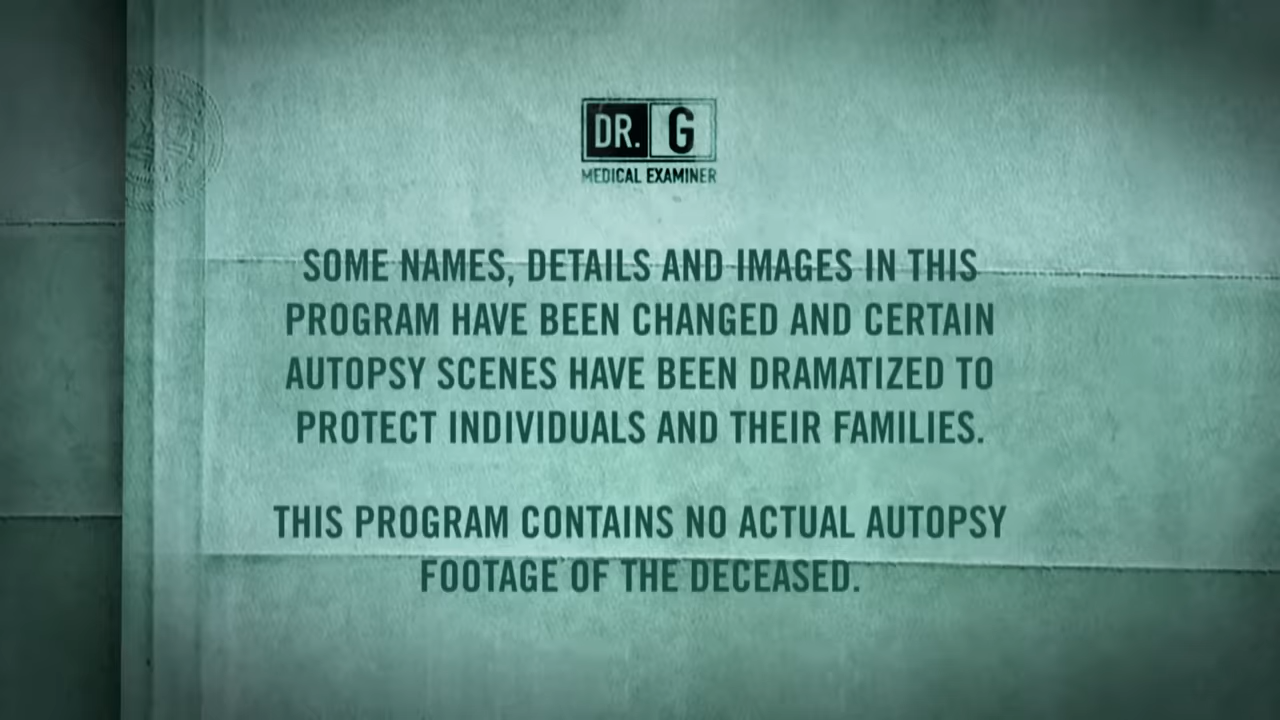 DR. G
MEDICAL EXAMINER
SOME NAMES, DETAILS AND IMAGES IN THIS
PROGRAM HAVE BEEN CHANGED AND CERTAIN
AUTOPSY SCENES HAVE BEEN DRAMATIZED TO
PROTECT INDIVIDUALS AND THEIR FAMILIES.
THIS PROGRAM CONTAINS NO ACTUAL AUTOPSY
FOOTAGE OF THE DECEASED.